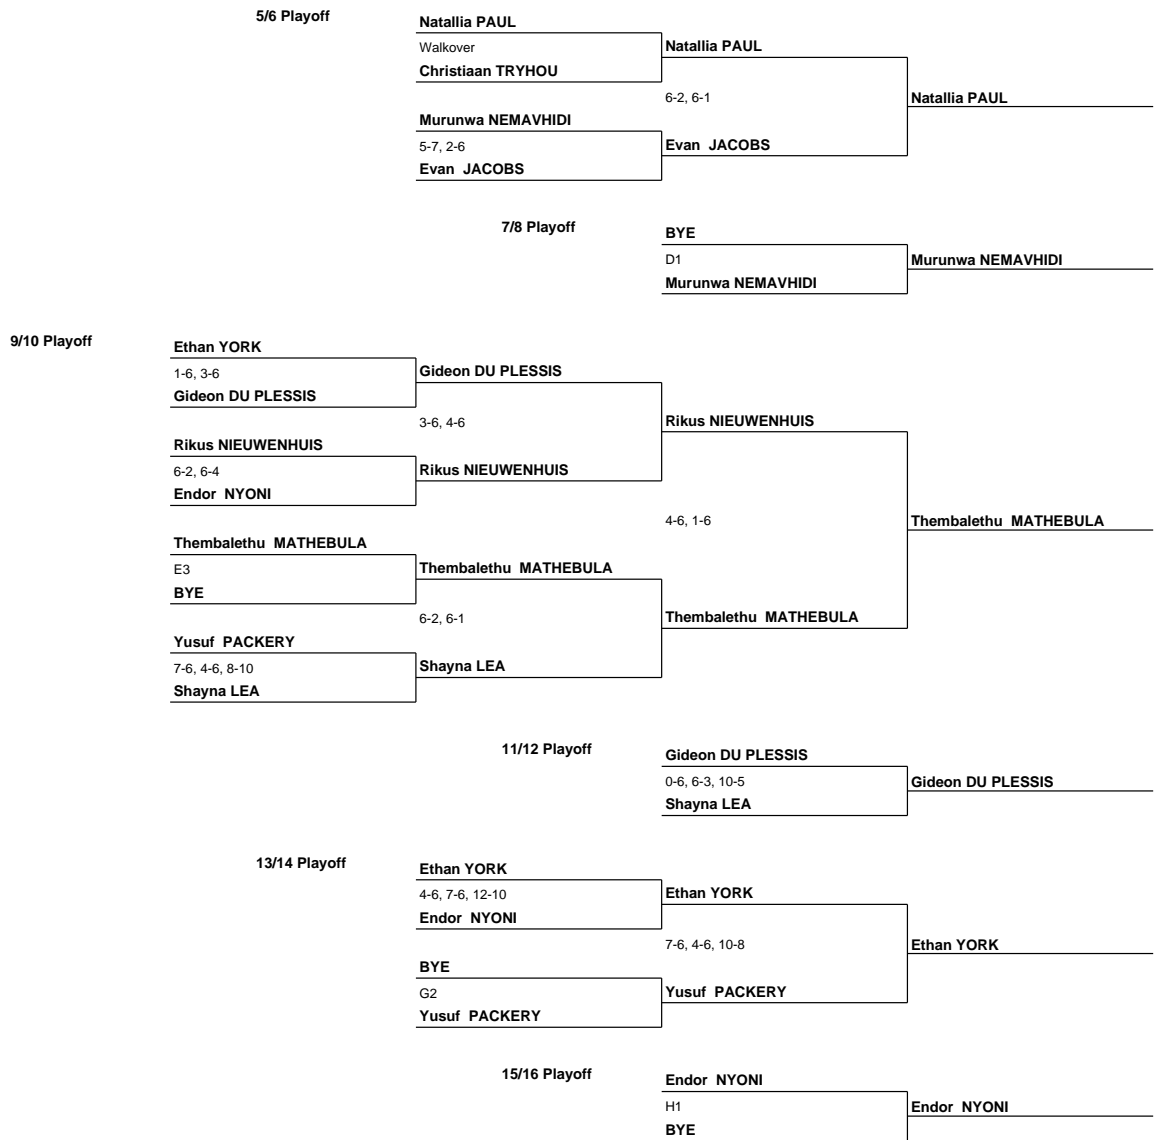 5/6 Playoff
Natallia PAUL
Walkover
Natallia PAUL
Christiaan TRYHOU
6-2, 6-1
Natallia PAUL
Murunwa NEMAVHIDI
5-7, 2-6
Evan JACOBS
Evan JACOBS
7/8 Playoff
BYE
D1
Murunwa NEMAVHIDI
Murunwa NEMAVHIDI
9/10 Playoff
Ethan YORK
1-6, 3-6
Gideon DU PLESSIS
Gideon DU PLESSIS
3-6, 4-6
Rikus NIEUWENHUIS
Rikus NIEUWENHUIS
6-2, 6-4
Rikus NIEUWENHUIS
Endor NYONI
4-6, 1-6
Thembalethu MATHEBULA
Thembalethu MATHEBULA
E3
Thembalethu MATHEBULA
BYE
6-2, 6-1
Thembalethu MATHEBULA
Yusuf PACKERY
7-6, 4-6, 8-10
Shayna LEA
Shayna LEA
11/12 Playoff
Gideon DU PLESSIS
0-6, 6-3, 10-5
Gideon DU PLESSIS
Shayna LEA
13/14 Playoff
Ethan YORK
4-6, 7-6, 12-10
Ethan YORK
Endor NYONI
7-6, 4-6, 10-8
Ethan YORK
BYE
G2
Yusuf PACKERY
Yusuf PACKERY
15/16 Playoff
Endor NYONI
H1
Endor NYONI
BYE